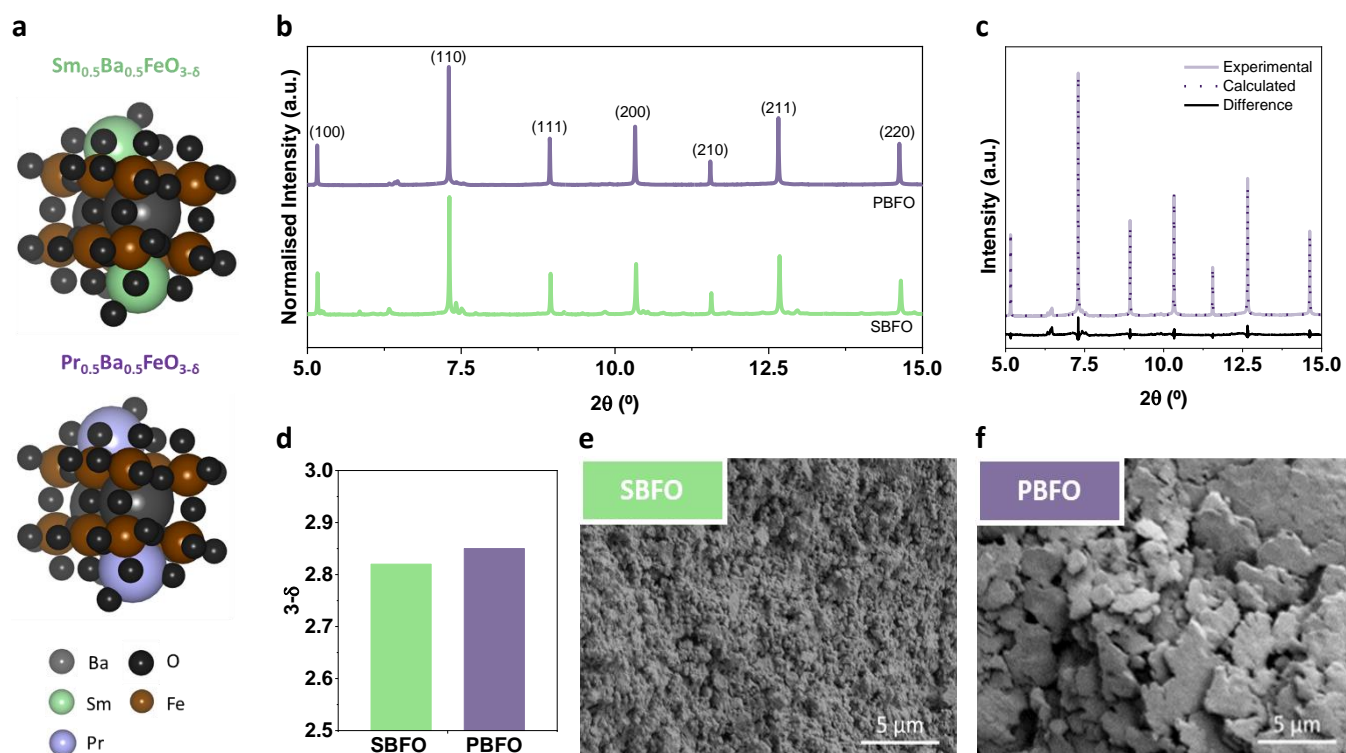 a
Sm0.5Ba0.5FeO3-δ
Pr0.5Ba0.5FeO3-δ
Ba
O
Sm
Fe
Pr
b
Normalised Intensity (a.u.)
(100)
(110)
(111)
(200)
(210)
(211)
(220)
PBFO
SBFO
5.0
7.5
10.0
12.5
15.0
2θ (º)
c
Experimental
Calculated
Difference
Intensity (a.u.)
5.0
7.5
10.0
12.5
15.0
2θ (º)
d
3-δ
3.0
2.9
2.8
2.7
2.6
2.5
SBFO
PBFO
e
SBFO
5 μm
f
PBFO
5 μm